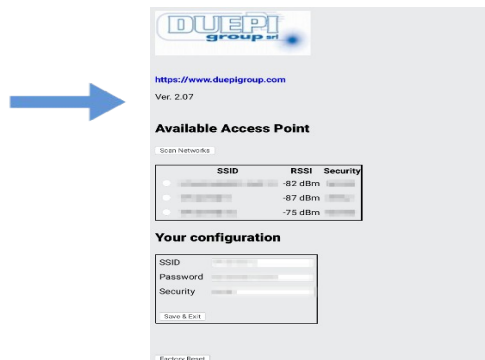 DUEPI
group srl
https://www.duepigroup.com
Ver. 2.07
Available Access Point
Scan Networks
SSID RSSI Security
-82 dBm
-87 dBm
-75 dBm
Your configuration
SSID
Password
Security
Save & Exit
Factory Reset